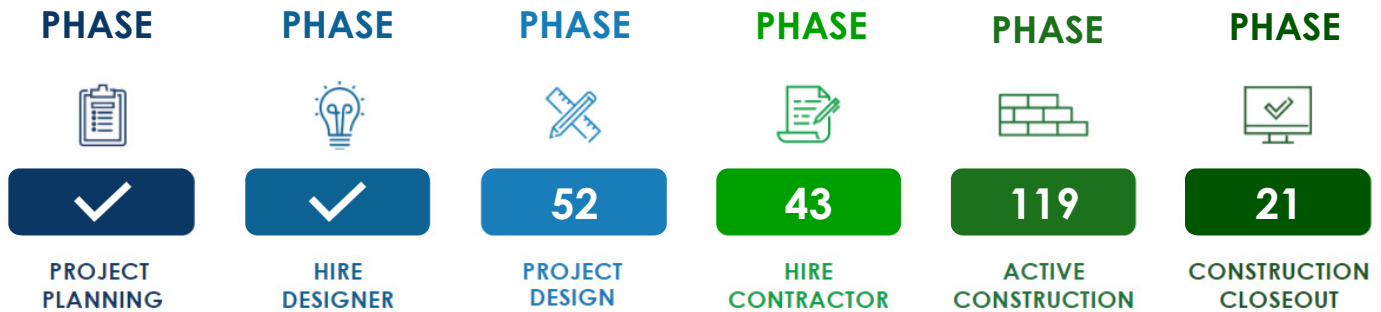 PHASE
PHASE
PHASE
PHASE
PHASE
PHASE
52
43
119
21
PROJECT
PLANNING
HIRE
DESIGNER
PROJECT
DESIGN
HIRE
CONTRACTOR
ACTIVE
CONSTRUCTION
CONSTRUCTION
CLOSEOUT